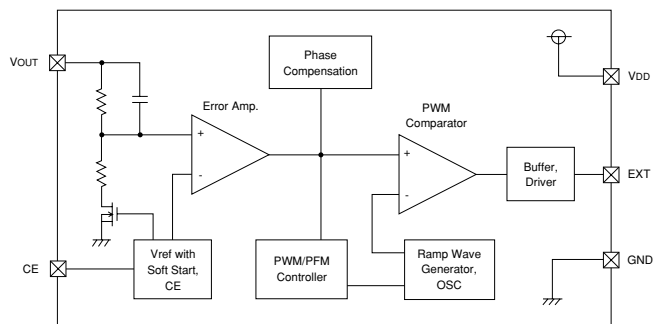 VOUT
Phase
Compensation
VDD
Error Amp.
PWM
Comparator
+
-
+
-
Buffer,
Driver
EXT
CE
Vref with
Soft Start,
CE
PWM/PFM
Controller
Ramp Wave
Generator,
OSC
GND